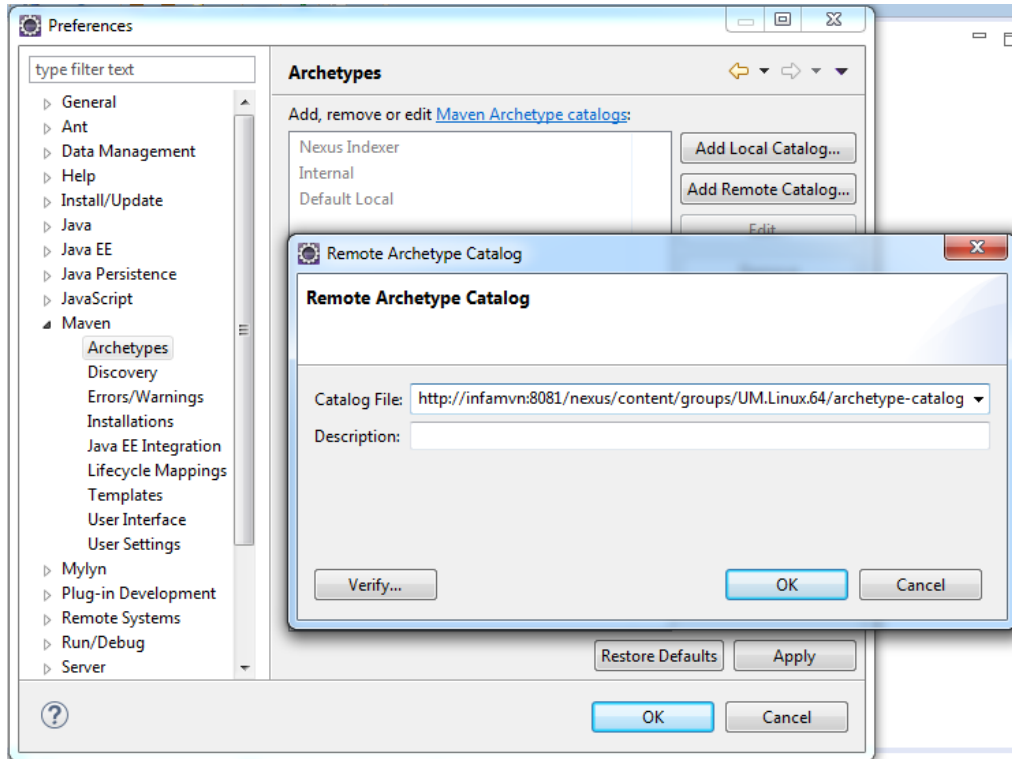 Preferences
type filter text
General
Ant
Data Management
Help
Install/Update
Java
Java EE
Java Persistence
JavaScript
Maven
Archetypes
Discovery
Errors/Warnings
Installations
Java EE Integration
Lifecycle Mappings
Templates
User Interface
User Settings
Mylyn
Plug-in Development
Remote Systems
Run/Debug
Server
Archetypes
Add, remove or edit Maven Archetype catalogs:
Nexus Indexer
Internal
Default Local
Add Local Catalog...
Add Remote Catalog...
Edit
Remote Archetype Catalog
Remote Archetype Catalog
Catalog File: http://infamvn:8081/nexus/content/groups/UM.Linux.64/archetype-catalog
Description:
Verify... OK Cancel
Restore Defaults Apply
OK Cancel